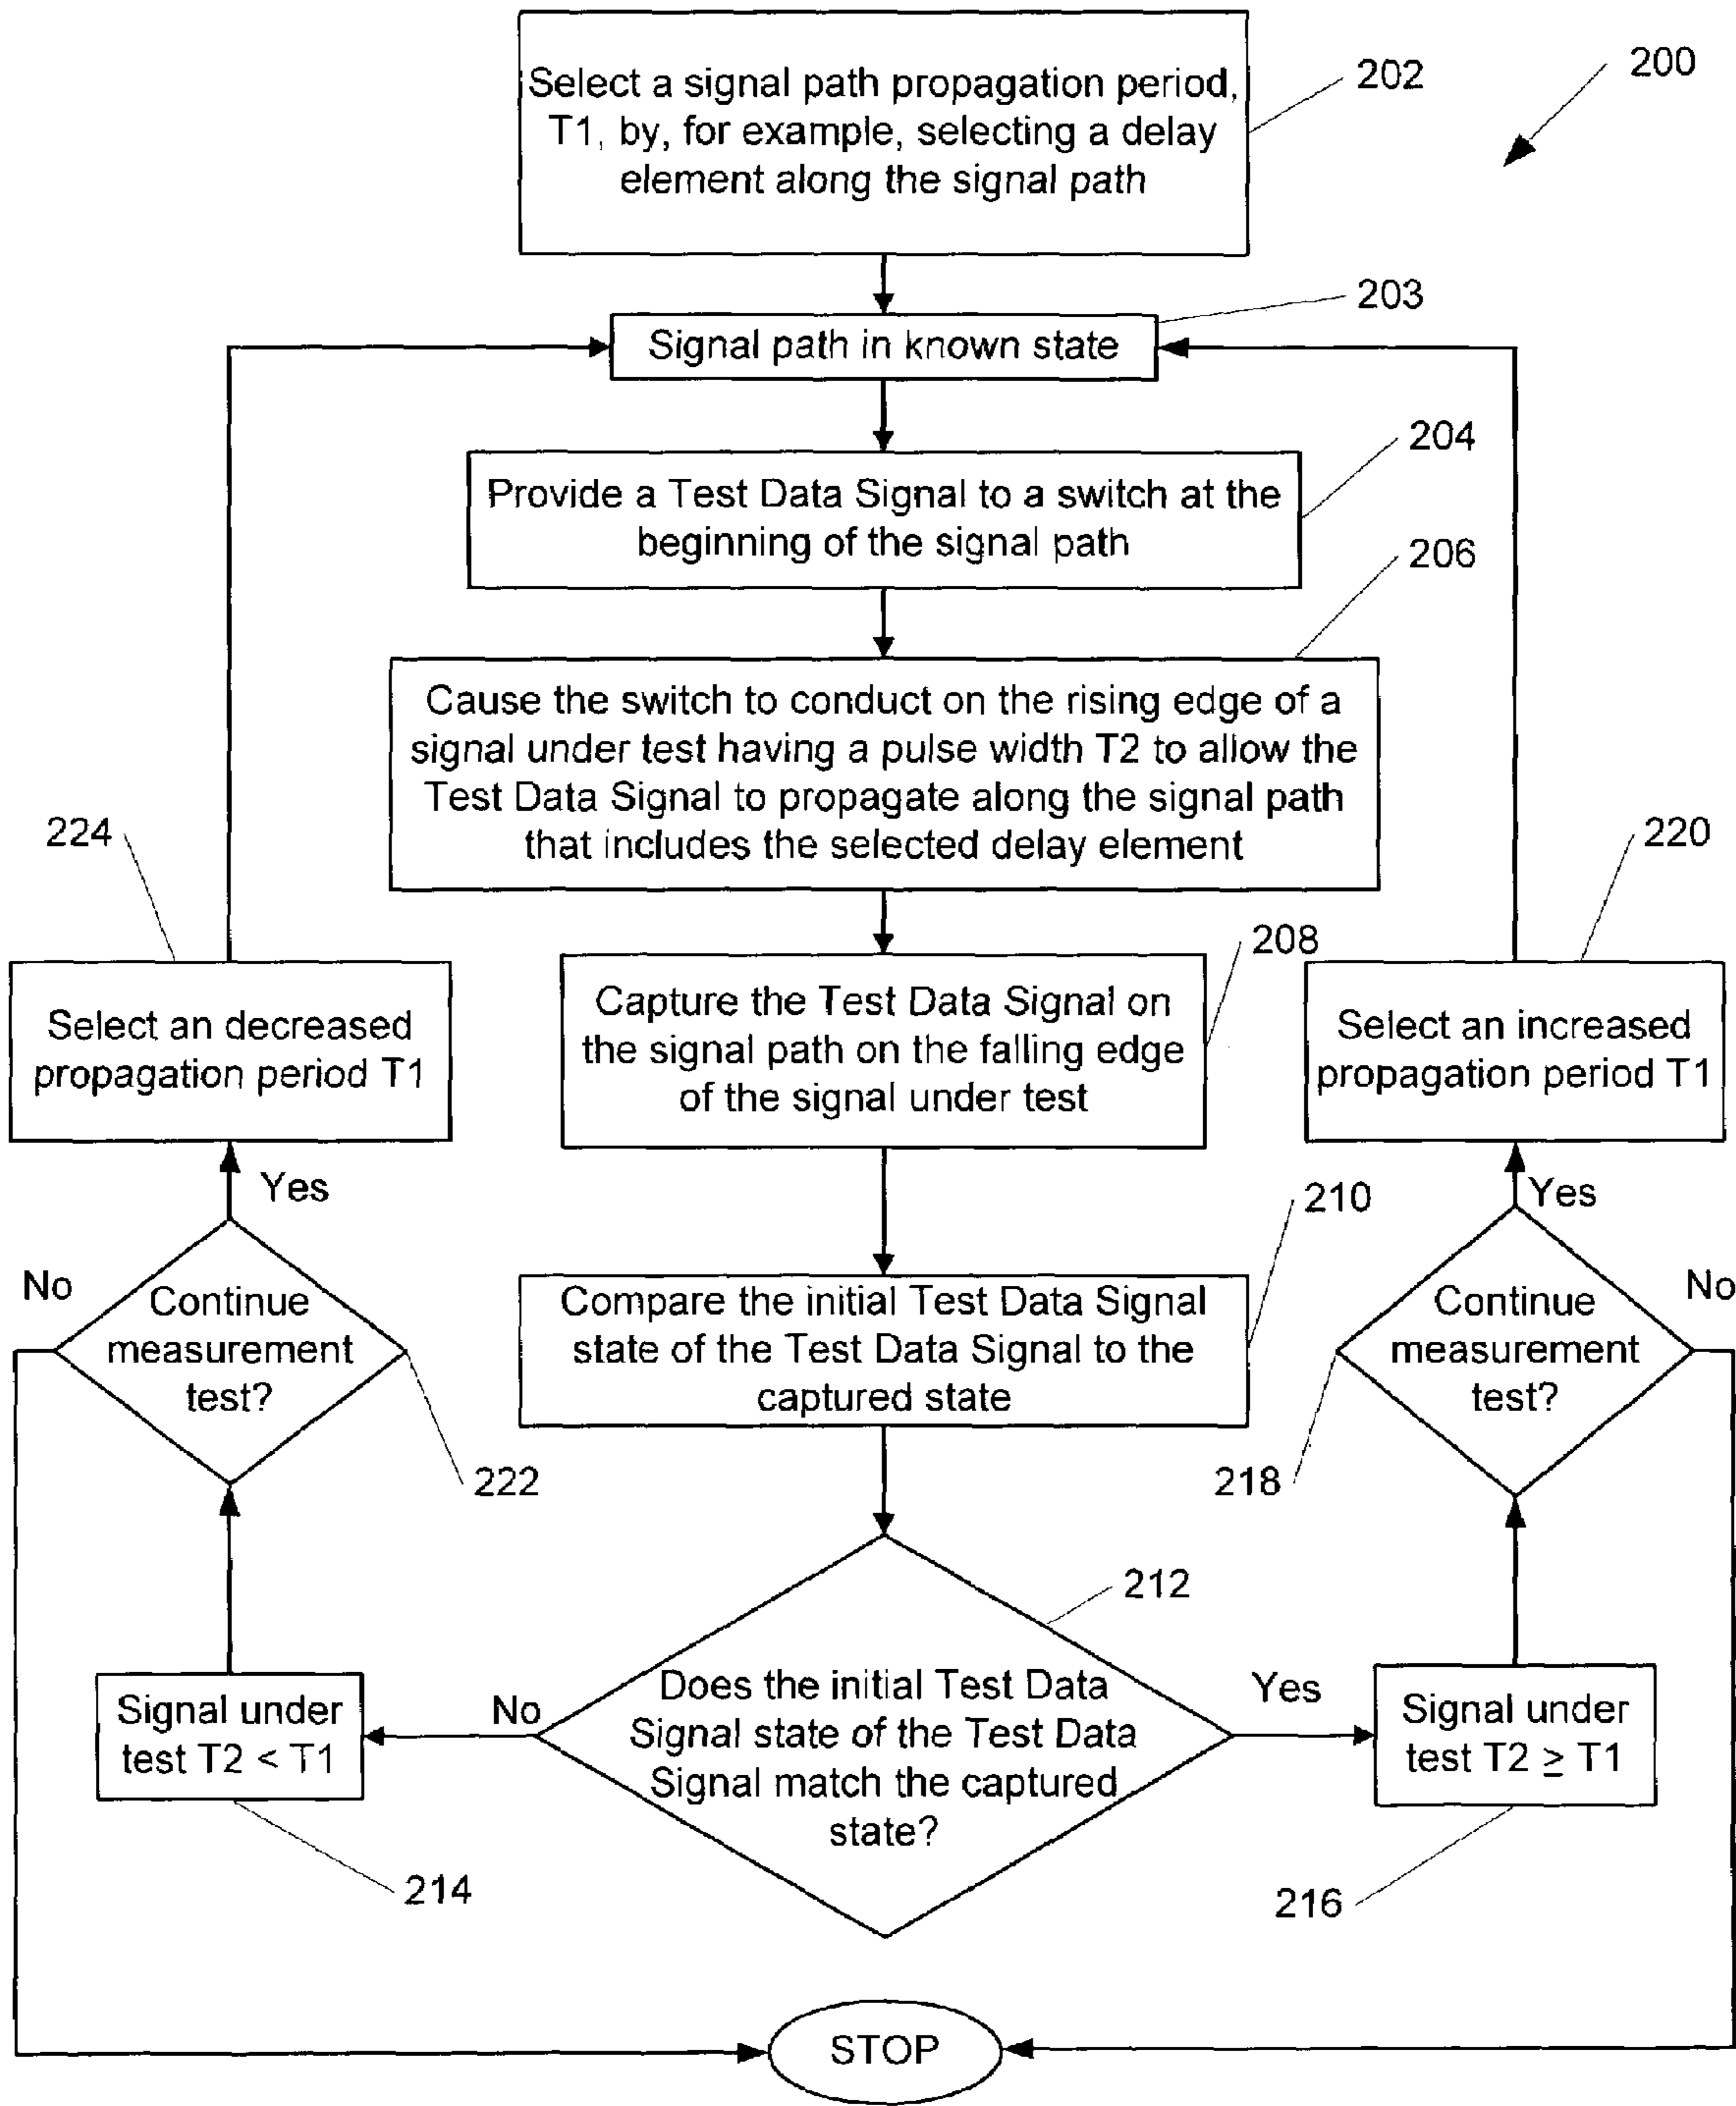 Select a signal path propagation period,
T1, by, for example, selecting a delay
element along the signal path
202
200
Signal path in known state
203
Provide a Test Data Signal to a switch at the
beginning of the signal path
204
Cause the switch to conduct on the rising edge of a
signal under test having a pulse width T2 to allow the
Test Data Signal to propagate along the signal path
that includes the selected delay element
206
224
Select an decreased
propagation period T1
Capture the Test Data Signal on
the signal path on the falling edge
of the signal under test
208
220
Select an increased
propagation period T1
Yes
Yes
No
Continue
measurement
test?
222
Compare the initial Test Data Signal
state of the Test Data Signal to the
captured state
210
No
Continue
measurement
test?
218
212
Does the initial Test Data
Signal state of the Test Data
Signal match the captured
state?
No
Yes
Signal under
test T2 < T1
214
Signal under
test T2 ≥ T1
216
STOP